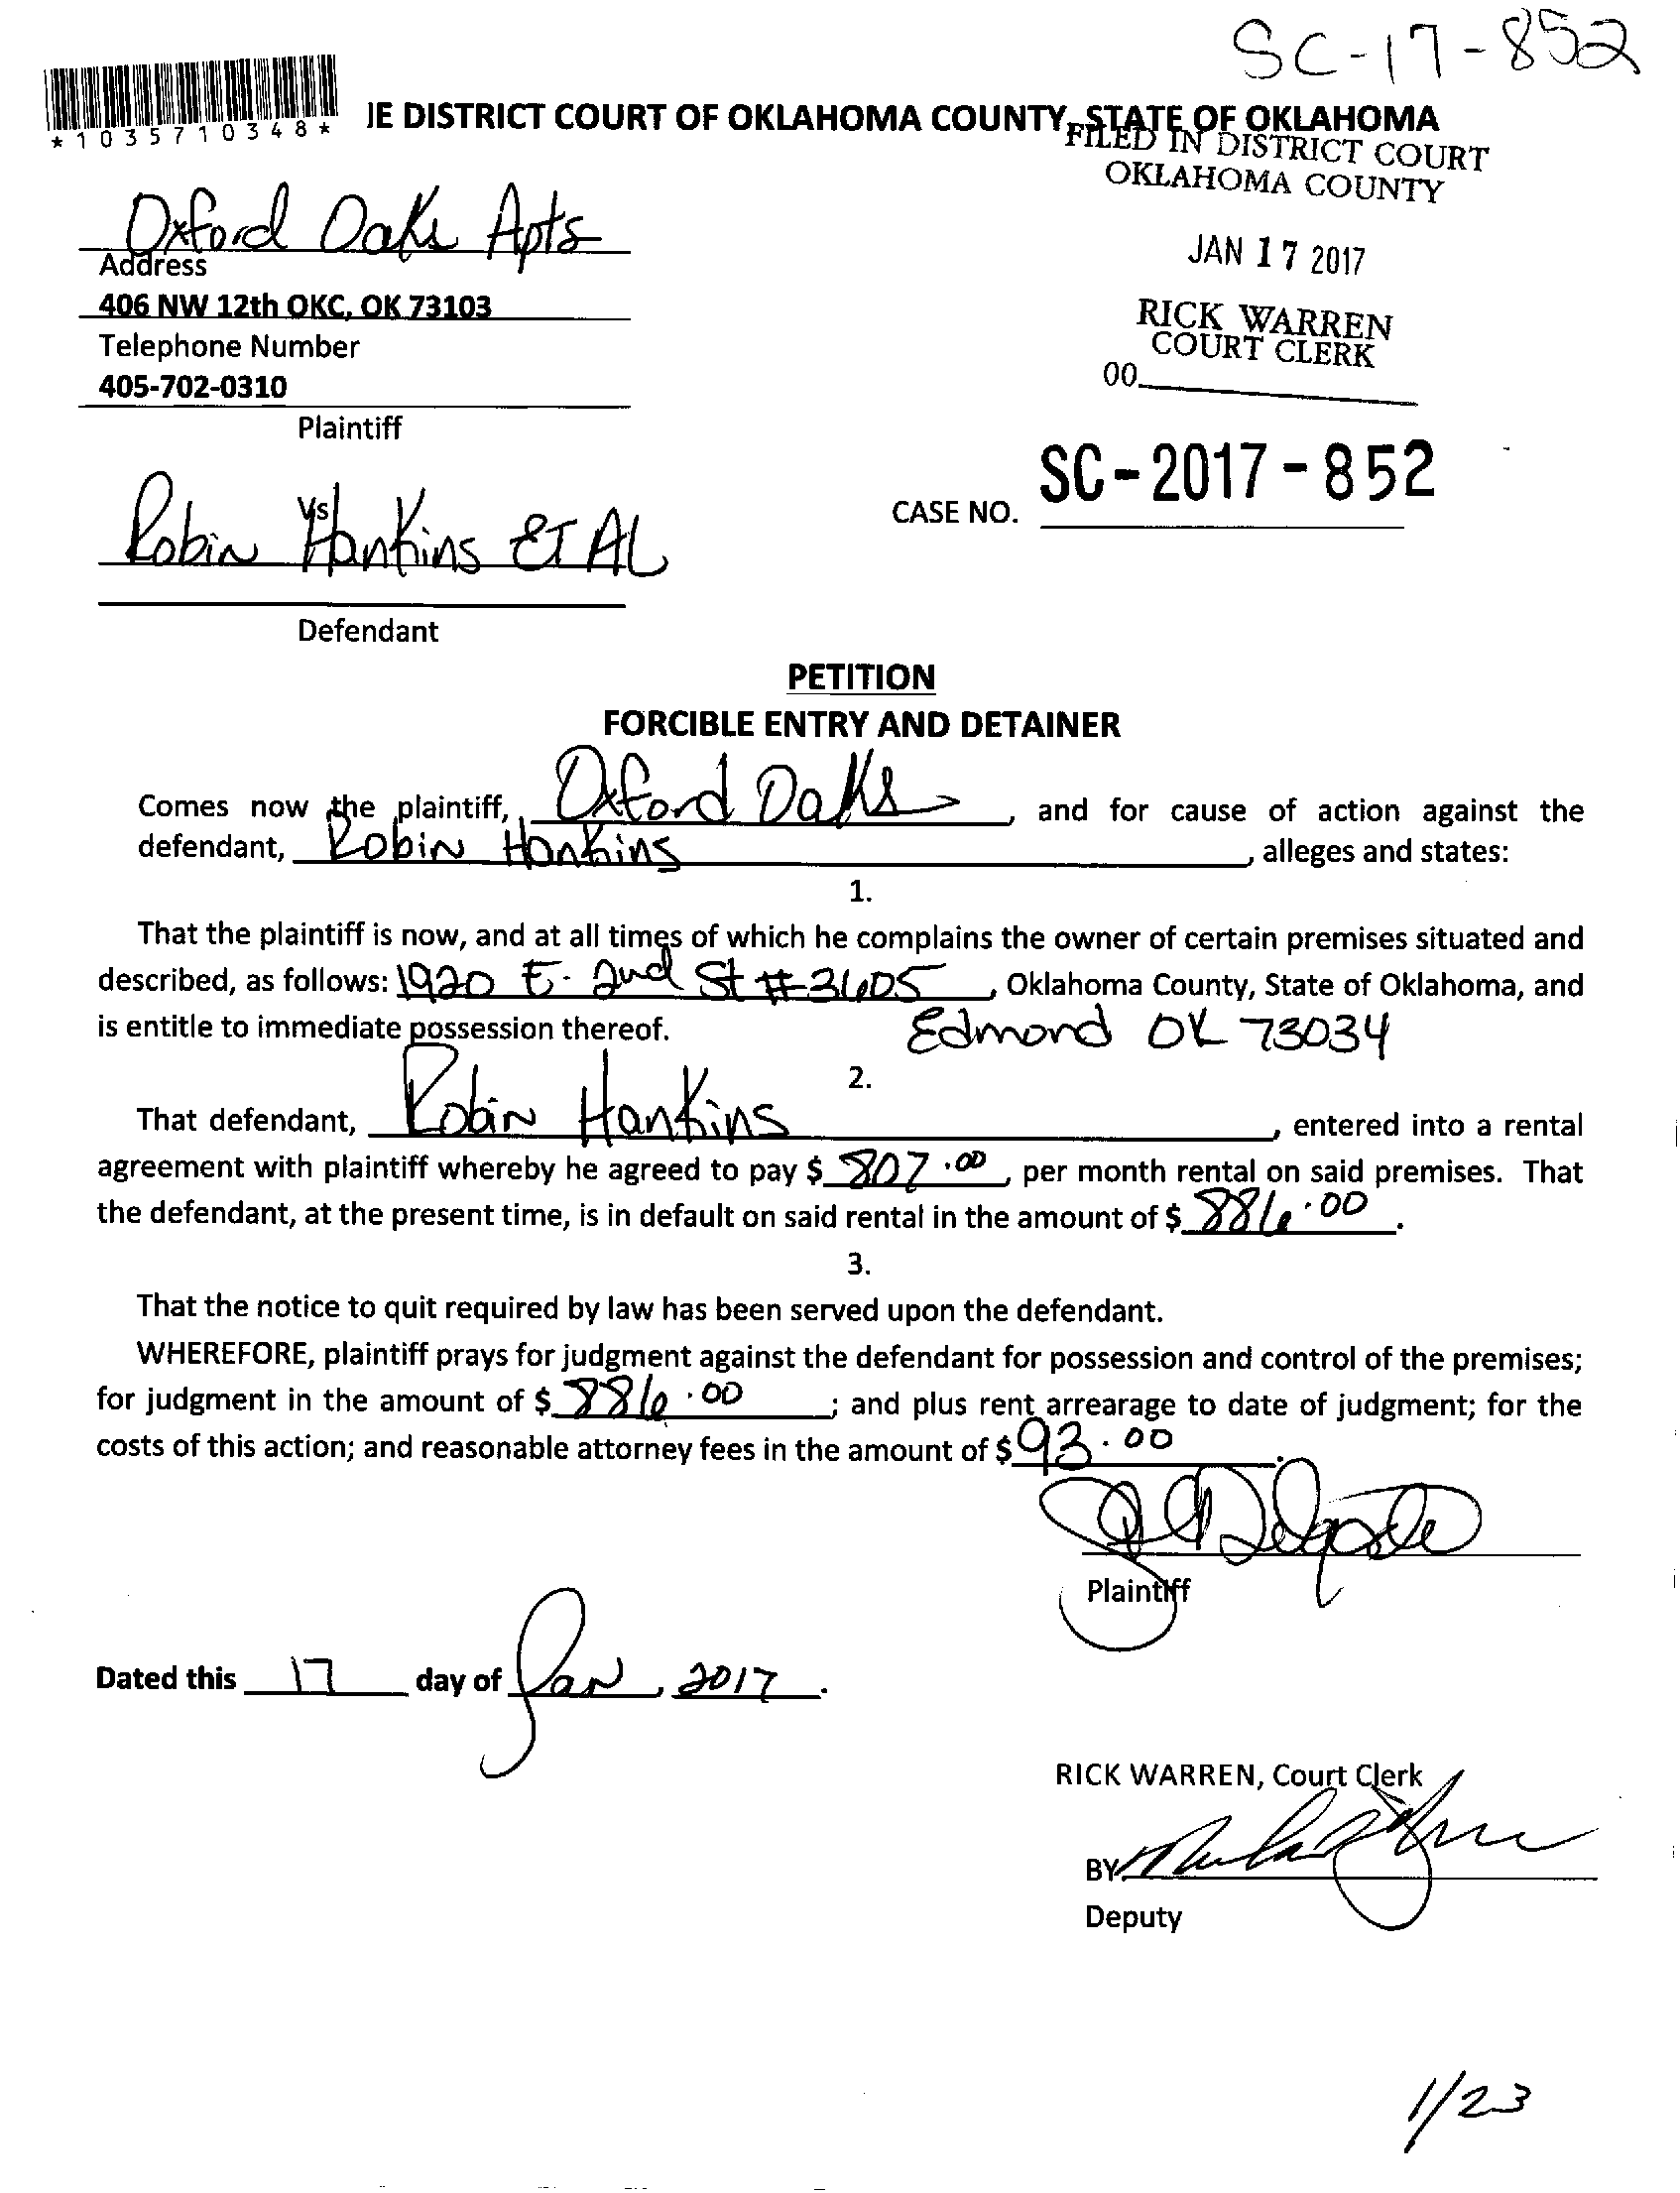 SC-17-852
*1035710348*
IE DISTRICT COURT OF OKLAHOMA COUNTY, STATE OF OKLAHOMA
FILED IN DISTRICT COURT
OKLAHOMA COUNTY
JAN 17 2017
RICK WARREN
COURT CLERK
00
Oxford Oaks Apts
Address
406 NW 12th OKC, OK 73103
Telephone Number
405-702-0310
Plaintiff
Vs
Robin Hankins ET AL
CASE NO. SC-2017-852
Defendant
PETITION
FORCIBLE ENTRY AND DETAINER
Comes now the plaintiff, Oxford Oaks, and for cause of action against the
defendant, Robin Hankins, alleges and states:
1.
That the plaintiff is now, and at all times of which he complains the owner of certain premises situated and
described, as follows: 1920 E. 2nd St #3605, Oklahoma County, State of Oklahoma, and
is entitle to immediate possession thereof. Edmond OK 73034
2.
That defendant, Robin Hankins, entered into a rental
agreement with plaintiff whereby he agreed to pay $ 807.00, per month rental on said premises. That
the defendant, at the present time, is in default on said rental in the amount of $ 886.00.
3.
That the notice to quit required by law has been served upon the defendant.
WHEREFORE, plaintiff prays for judgment against the defendant for possession and control of the premises;
for judgment in the amount of $ 886.00; and plus rent arrearage to date of judgment; for the
costs of this action; and reasonable attorney fees in the amount of $ 93.00.
Plaintiff
Dated this 17 day of Jan, 2017.
RICK WARREN, Court Clerk
BY
Deputy
1/23